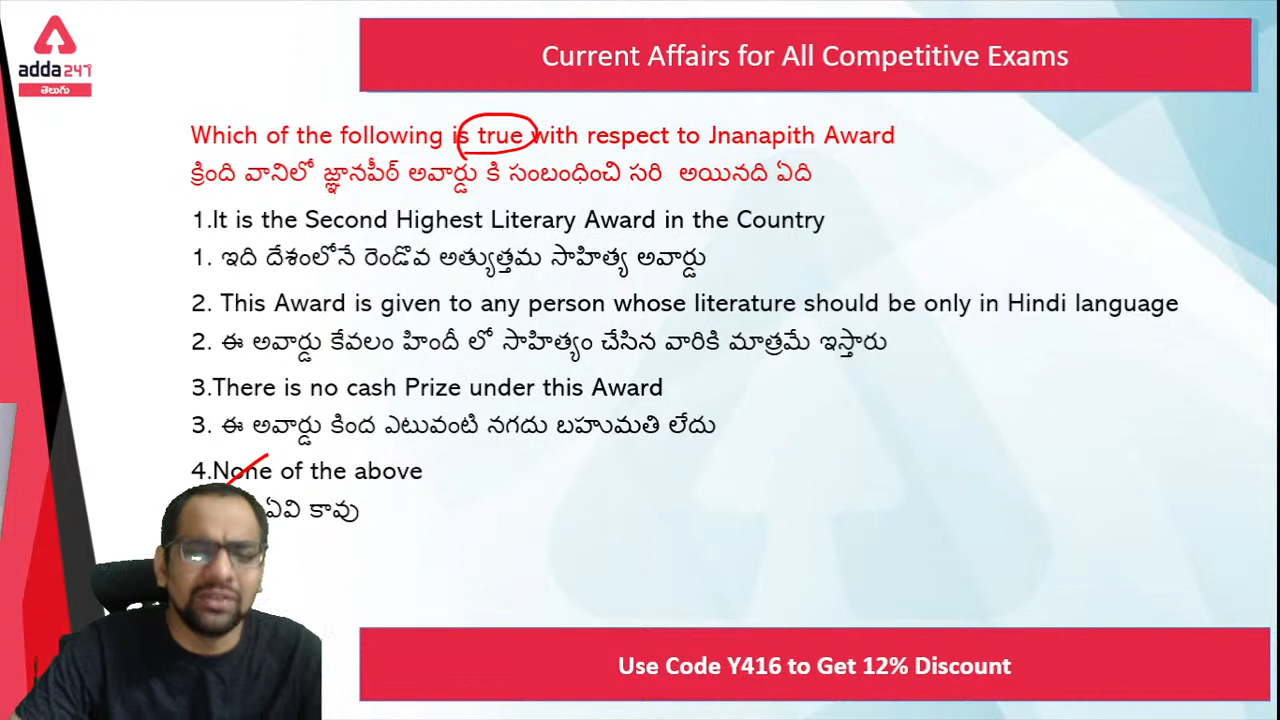 adda247
తెలుగు
Current Affairs for All Competitive Exams
Which of the following is true with respect to Jnanapith Award
క్రింది వానిలో జ్ఞానపీఠ్ అవార్డు కి సంబంధించి సరి అయినది ఏది
1.It is the Second Highest Literary Award in the Country
1. ఇది దేశంలోనే రెండొవ అత్యుత్తమ సాహిత్య అవార్డు
2. This Award is given to any person whose literature should be only in Hindi language
2. ఈ అవార్డు కేవలం హిందీ లో సాహిత్యం చేసిన వారికి మాత్రమే ఇస్తారు
3.There is no cash Prize under this Award
3. ఈ అవార్డు కింద ఎటువంటి నగదు బహుమతి లేదు
4.None of the above
ఏవి కావు
Use Code Y416 to Get 12% Discount